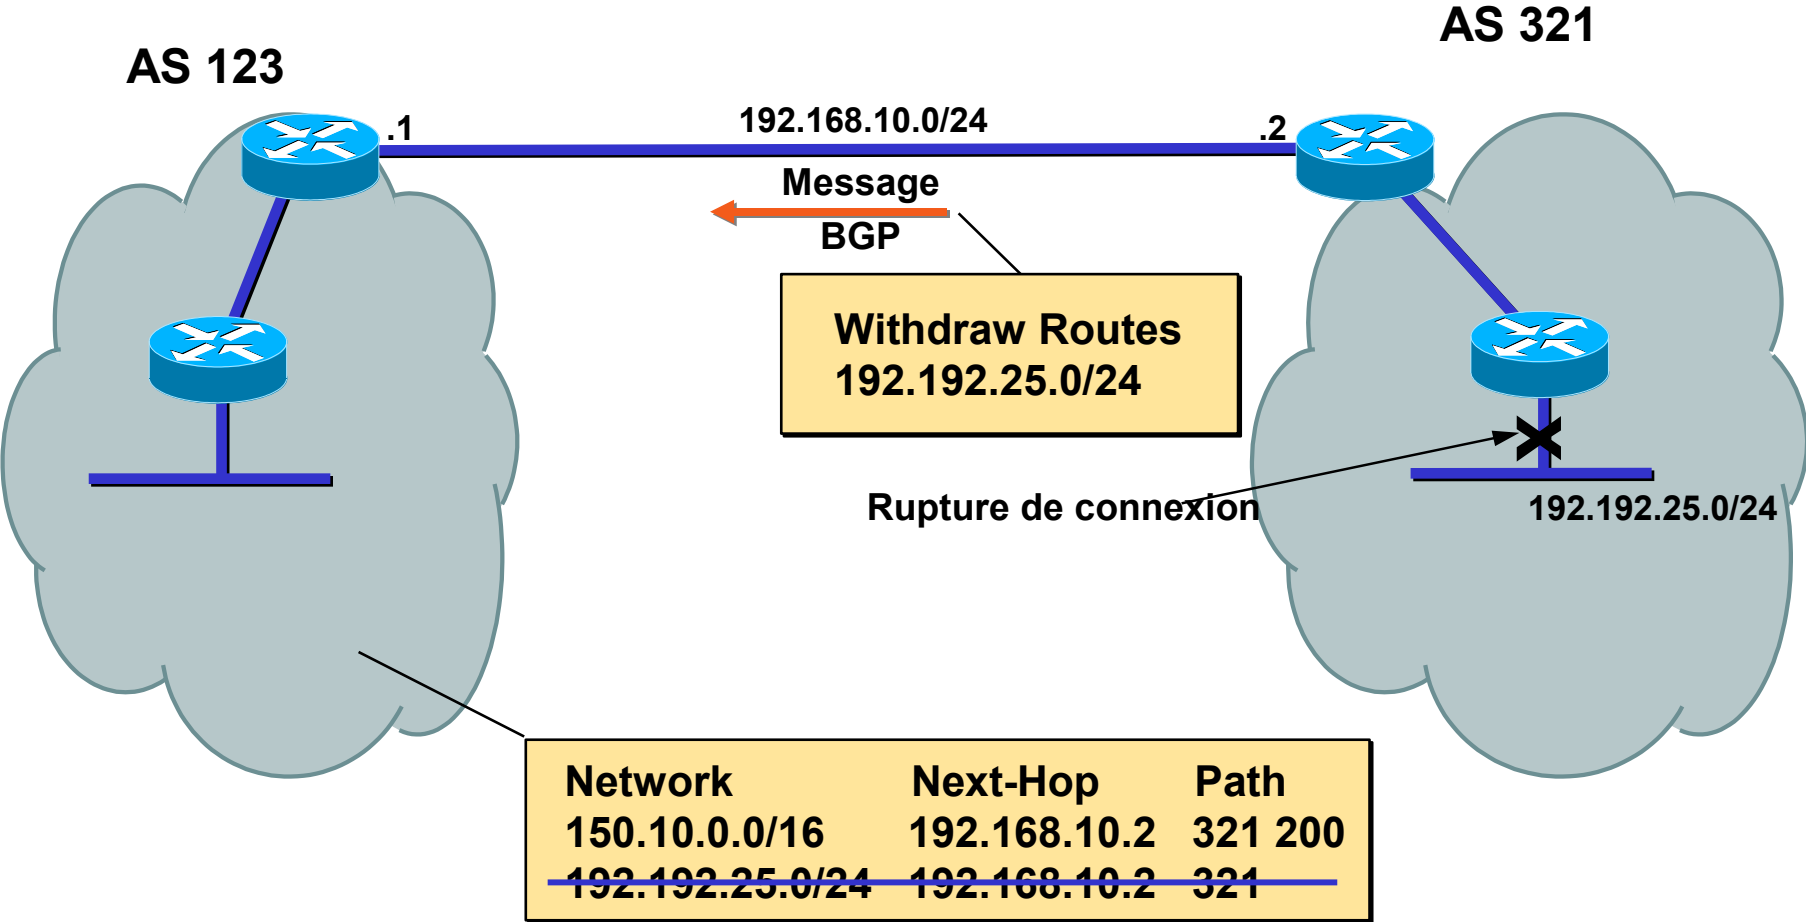 AS 321
AS 123
.1
192.168.10.0/24
.2
Message
BGP
Withdraw Routes
192.192.25.0/24
Rupture de connexion
192.192.25.0/24
Network Next-Hop Path
150.10.0.0/16 192.168.10.2 321 200
192.192.25.0/24 192.168.10.2 321